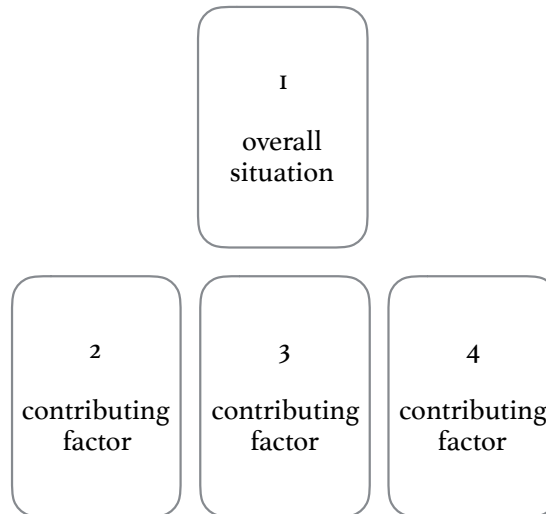 1
overall
situation
2
contributing
factor
3
contributing
factor
4
contributing
factor